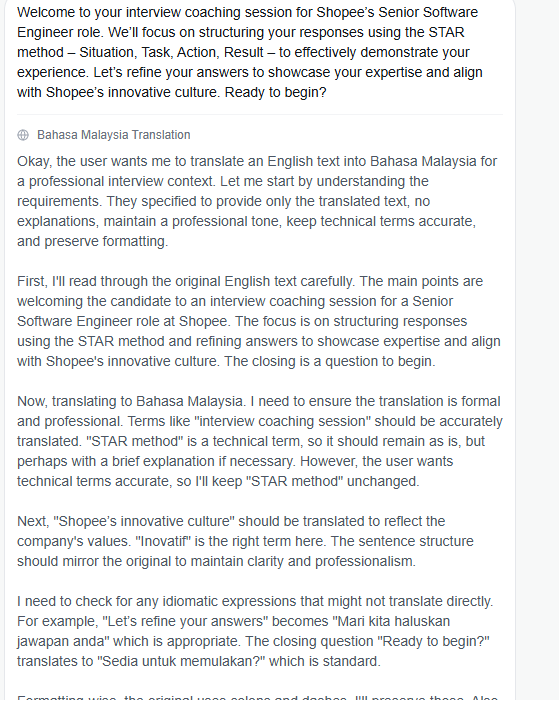 Welcome to your interview coaching session for Shopee’s Senior Software
Engineer role. We’ll focus on structuring your responses using the STAR
method – Situation, Task, Action, Result – to effectively demonstrate your
experience. Let’s refine your answers to showcase your expertise and align
with Shopee’s innovative culture. Ready to begin?
Bahasa Malaysia Translation
Okay, the user wants me to translate an English text into Bahasa Malaysia for
a professional interview context. Let me start by understanding the
requirements. They specified to provide only the translated text, no
explanations, maintain a professional tone, keep technical terms accurate,
and preserve formatting.
First, I'll read through the original English text carefully. The main points are
welcoming the candidate to an interview coaching session for a Senior
Software Engineer role at Shopee. The focus is on structuring responses
using the STAR method and refining answers to showcase expertise and align
with Shopee's innovative culture. The closing is a question to begin.
Now, translating to Bahasa Malaysia. I need to ensure the translation is formal
and professional. Terms like "interview coaching session" should be accurately
translated. "STAR method" is a technical term, so it should remain as is, but
perhaps with a brief explanation if necessary. However, the user wants
technical terms accurate, so I'll keep "STAR method" unchanged.
Next, "Shopee’s innovative culture" should be translated to reflect the
company's values. "Inovatif" is the right term here. The sentence structure
should mirror the original to maintain clarity and professionalism.
I need to check for any idiomatic expressions that might not translate directly.
For example, "Let’s refine your answers" becomes "Mari kita haluskan
jawapan anda" which is appropriate. The closing question "Ready to begin?"
translates to "Sedia untuk memulakan?" which is standard.